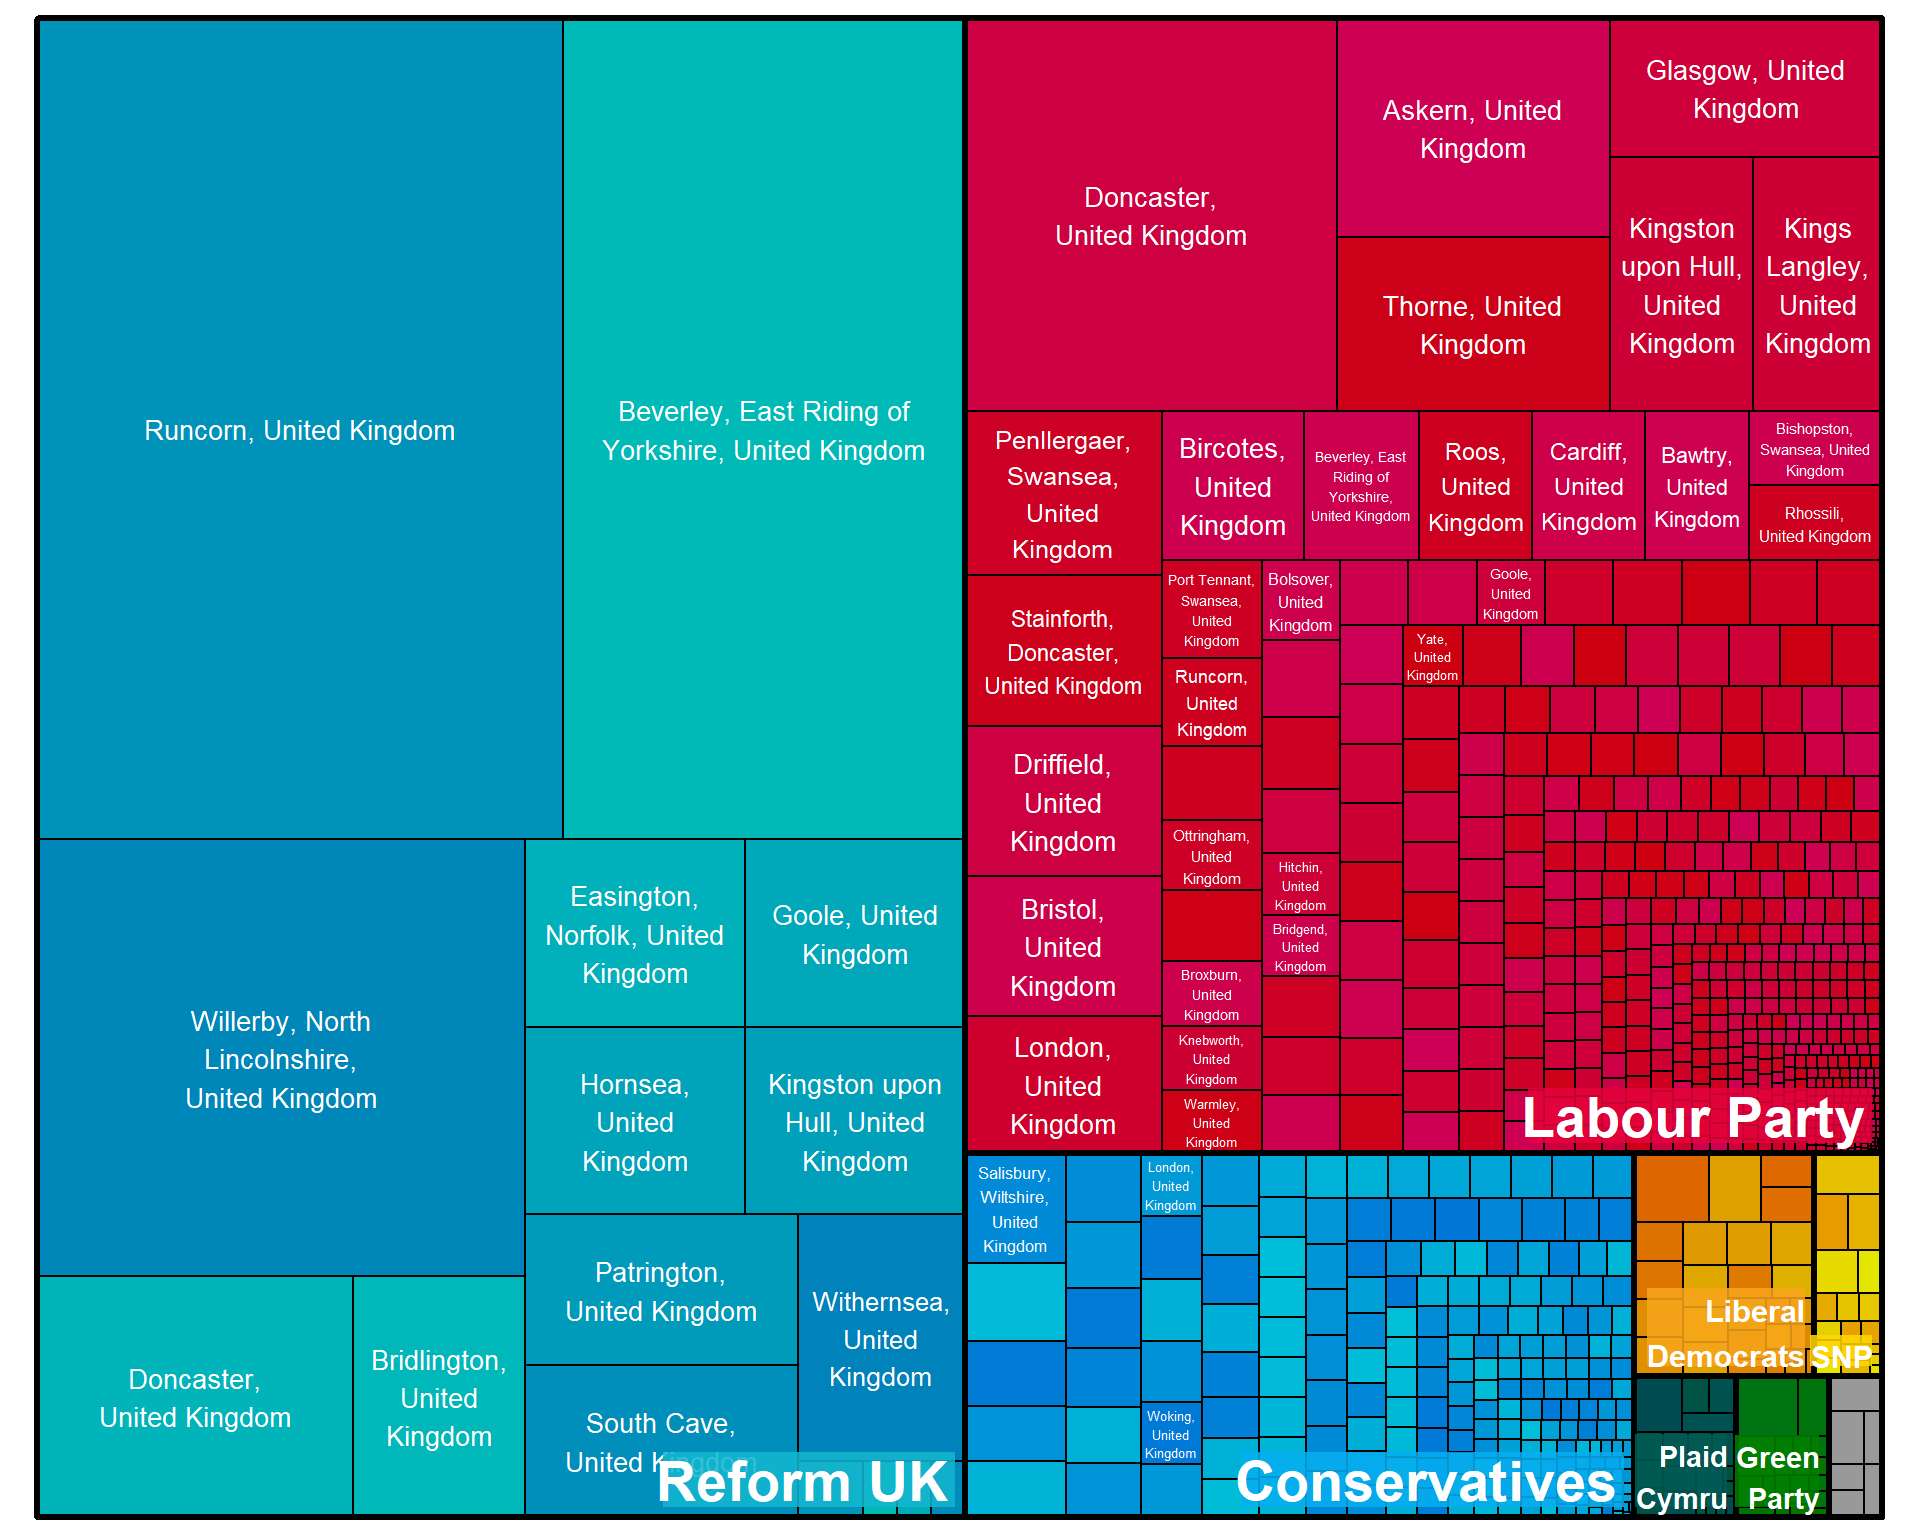 Runcorn, United Kingdom
Beverley, East Riding of
Yorkshire, United Kingdom
Willerby, North
Lincolnshire,
United Kingdom
Easington,
Norfolk, United
Kingdom
Goole, United
Kingdom
Hornsea,
United
Kingdom
Kingston upon
Hull, United
Kingdom
Patrington,
United Kingdom
Withernsea,
United
Kingdom
Doncaster,
United Kingdom
Bridlington,
United
Kingdom
South Cave,
United Kingdom
Reform UK
Doncaster,
United Kingdom
Askern, United
Kingdom
Glasgow, United
Kingdom
Thorne, United
Kingdom
Kingston
upon Hull,
United
Kingdom
Kings
Langley,
United
Kingdom
Penllergaer,
Swansea,
United
Kingdom
Bircotes,
United
Kingdom
Beverley, East
Riding of
Yorkshire,
United Kingdom
Roos,
United
Kingdom
Cardiff,
United
Kingdom
Bawtry,
United
Kingdom
Bishopston,
Swansea, United
Kingdom
Rhossili,
United Kingdom
Stainforth,
Doncaster,
United Kingdom
Port Tennant,
Swansea,
United
Kingdom
Bolsover,
United
Kingdom
Goole,
United
Kingdom
Yate,
United
Kingdom
Runcorn,
United
Kingdom
Driffield,
United
Kingdom
Ottringham,
United
Kingdom
Hitchin,
United
Kingdom
Bristol,
United
Kingdom
Bridgend,
United
Kingdom
Broxburn,
United
Kingdom
London,
United
Kingdom
Knebworth,
United
Kingdom
Warmley,
United
Kingdom
Labour Party
Salisbury,
Wiltshire,
United
Kingdom
London,
United
Kingdom
Woking,
United
Kingdom
Conservatives
Liberal
Democrats
SNP
Plaid
Cymru
Green
Party